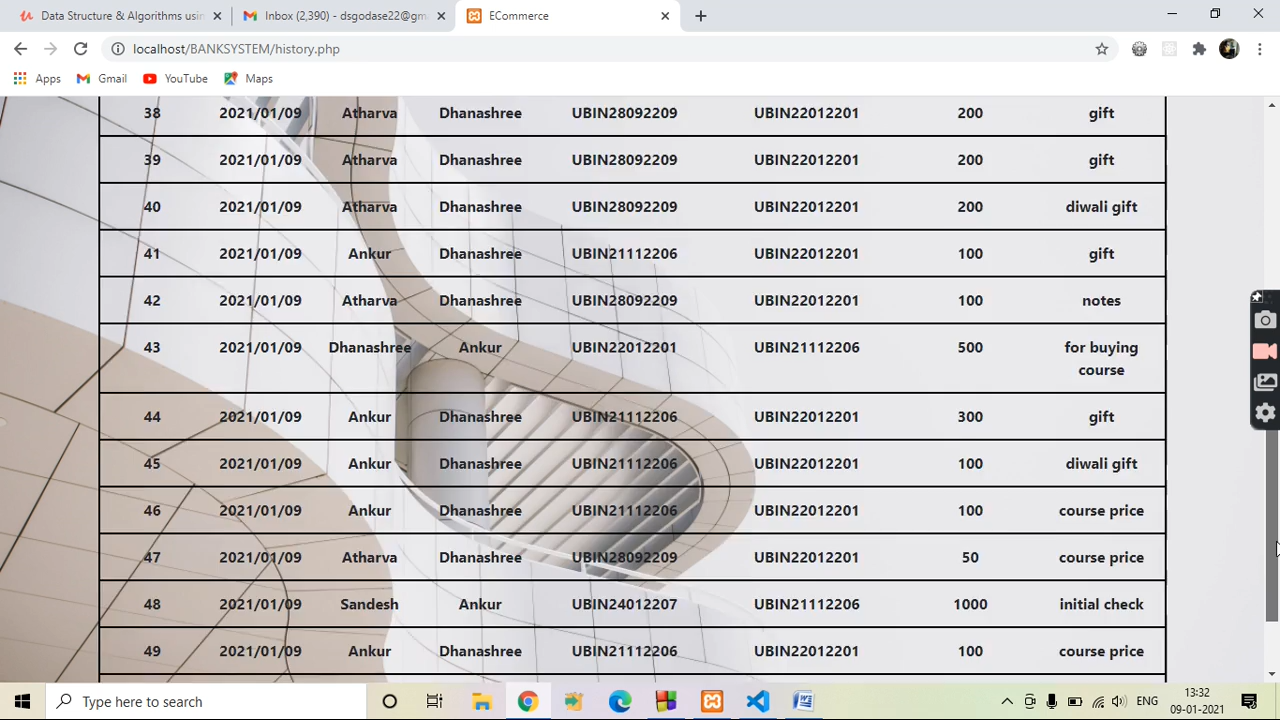 Data Structure & Algorithms usin
Inbox (2,390) - dsgodase22@gm
ECommerce
localhost/BANKSYSTEM/history.php
Apps Gmail YouTube Maps
38 2021/01/09 Atharva Dhanashree UBIN28092209 UBIN22012201 200 gift
39 2021/01/09 Atharva Dhanashree UBIN28092209 UBIN22012201 200 gift
40 2021/01/09 Atharva Dhanashree UBIN28092209 UBIN22012201 200 diwali gift
41 2021/01/09 Ankur Dhanashree UBIN21112206 UBIN22012201 100 gift
42 2021/01/09 Atharva Dhanashree UBIN28092209 UBIN22012201 100 notes
43 2021/01/09 Dhanashree Ankur UBIN22012201 UBIN21112206 500 for buying
course
44 2021/01/09 Ankur Dhanashree UBIN21112206 UBIN22012201 300 gift
45 2021/01/09 Ankur Dhanashree UBIN21112206 UBIN22012201 100 diwali gift
46 2021/01/09 Ankur Dhanashree UBIN21112206 UBIN22012201 100 course price
47 2021/01/09 Atharva Dhanashree UBIN28092209 UBIN22012201 50 course price
48 2021/01/09 Sandesh Ankur UBIN24012207 UBIN21112206 1000 initial check
49 2021/01/09 Ankur Dhanashree UBIN21112206 UBIN22012201 100 course price
Type here to search
ENG
13:32
09-01-2021